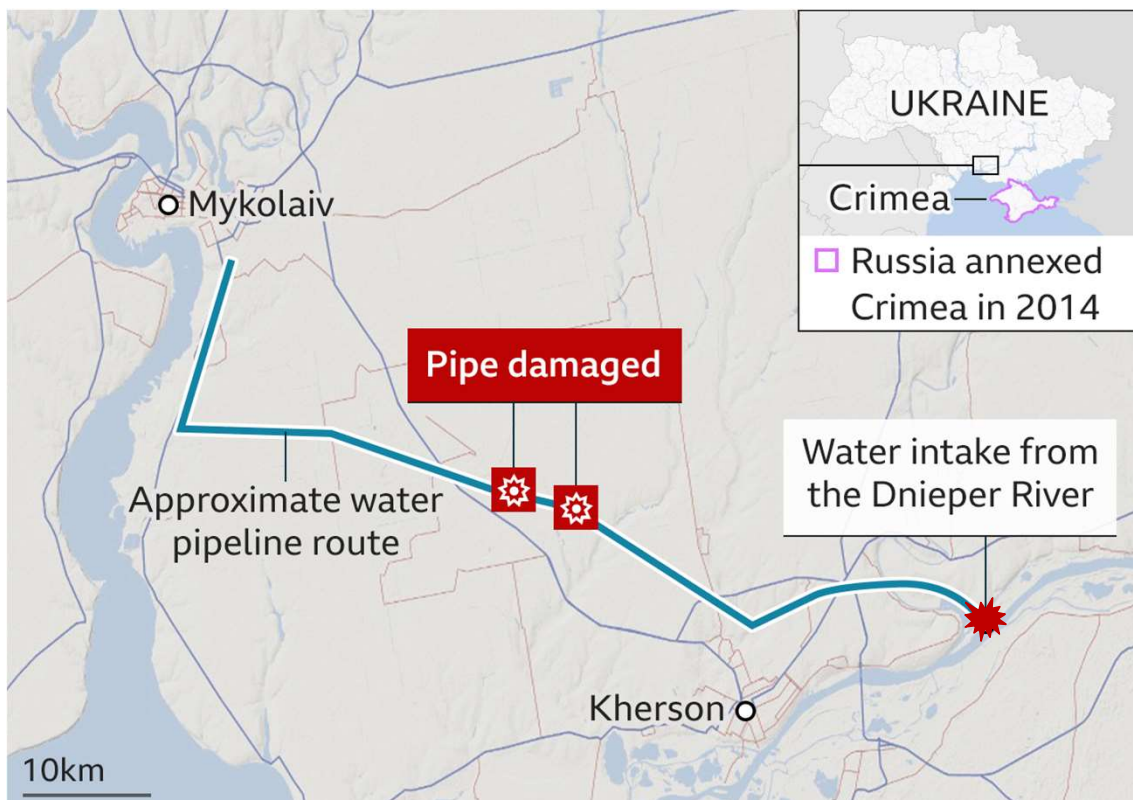 UKRAINE
Crimea
Russia annexed
Crimea in 2014
Mykolaiv
Pipe damaged
Water intake from
the Dnieper River
Approximate water
pipeline route
Kherson
10km